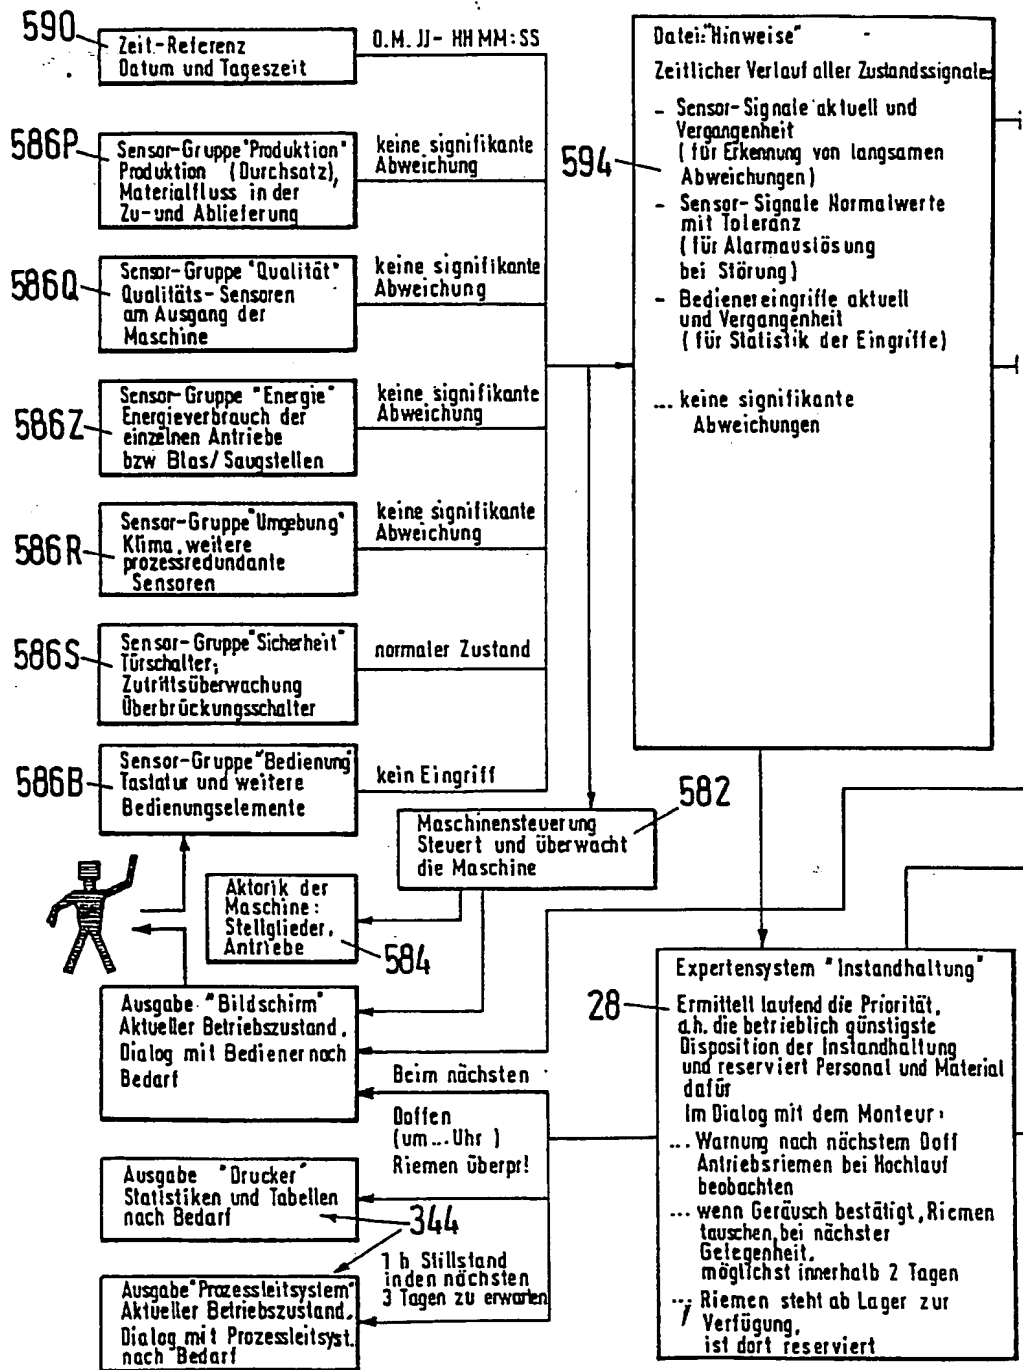 590
Zeit-Referenz
Datum und Tageszeit
D.M. JJ- HH MM:SS
586P
Sensor-Gruppe "Produktion"
Produktion (Durchsatz),
Materialfluss in der
Zu-und Ablieferung
keine signifikante
Abweichung
586Q
Sensor-Gruppe "Qualität"
Qualitäts-Sensoren
am Ausgang der
Maschine
keine signifikante
Abweichung
586Z
Sensor-Gruppe "Energie"
Energieverbrauch der
einzelnen Antriebe
bzw Blas/Saugstellen
keine signifikante
Abweichung
586R
Sensor-Gruppe "Umgebung"
Klima, weitere
prozessredundante
Sensoren
keine signifikante
Abweichung
586S
Sensor-Gruppe "Sicherheit"
Türschalter;
Zutrittsüberwachung
Überbrückungsschalter
normaler Zustand
586B
Sensor-Gruppe "Bedienung"
Tastatur und weitere
Bedienungselemente
kein Eingriff
594
Datei:"Hinweise"
Zeitlicher Verlauf aller Zustandssignale:
- Sensor-Signale aktuell und
Vergangenheit
(für Erkennung von langsamen
Abweichungen)
- Sensor-Signale Normalwerte
mit Toleranz
(für Alarmauslösung
bei Störung)
- Bedienereingriffe aktuell
und Vergangenheit
(für Statistik der Eingriffe)
... keine signifikante
Abweichungen
582
Maschinensteuerung
Steuert und überwacht
die Maschine
Aktorik der
Maschine:
Stellglieder,
Antriebe
584
Ausgabe "Bildschirm"
Aktueller Betriebszustand,
Dialog mit Bediener nach
Bedarf
Beim nächsten
Doffen
(um ... Uhr)
Riemen überpr!
Ausgabe "Drucker"
Statistiken und Tabellen
nach Bedarf
344
1 h Stillstand
in den nächsten
3 Tagen zu erwarten
Ausgabe "Prozessleitsystem"
Aktueller Betriebszustand,
Dialog mit Prozessleitsyst.
nach Bedarf
28
Expertensystem "Instandhaltung"
Ermittelt laufend die Priorität,
d.h. die betrieblich günstigste
Disposition der Instandhaltung
und reserviert Personal und Material
dafür
Im Dialog mit dem Monteur:
... Warnung nach nächstem Doff
Antriebsriemen bei Hochlauf
beobachten
... wenn Geräusch bestätigt, Riemen
tauschen, bei nächster
Gelegenheit,
möglichst innerhalb 2 Tagen
... Riemen steht ab Lager zur
Verfügung,
ist dort reserviert